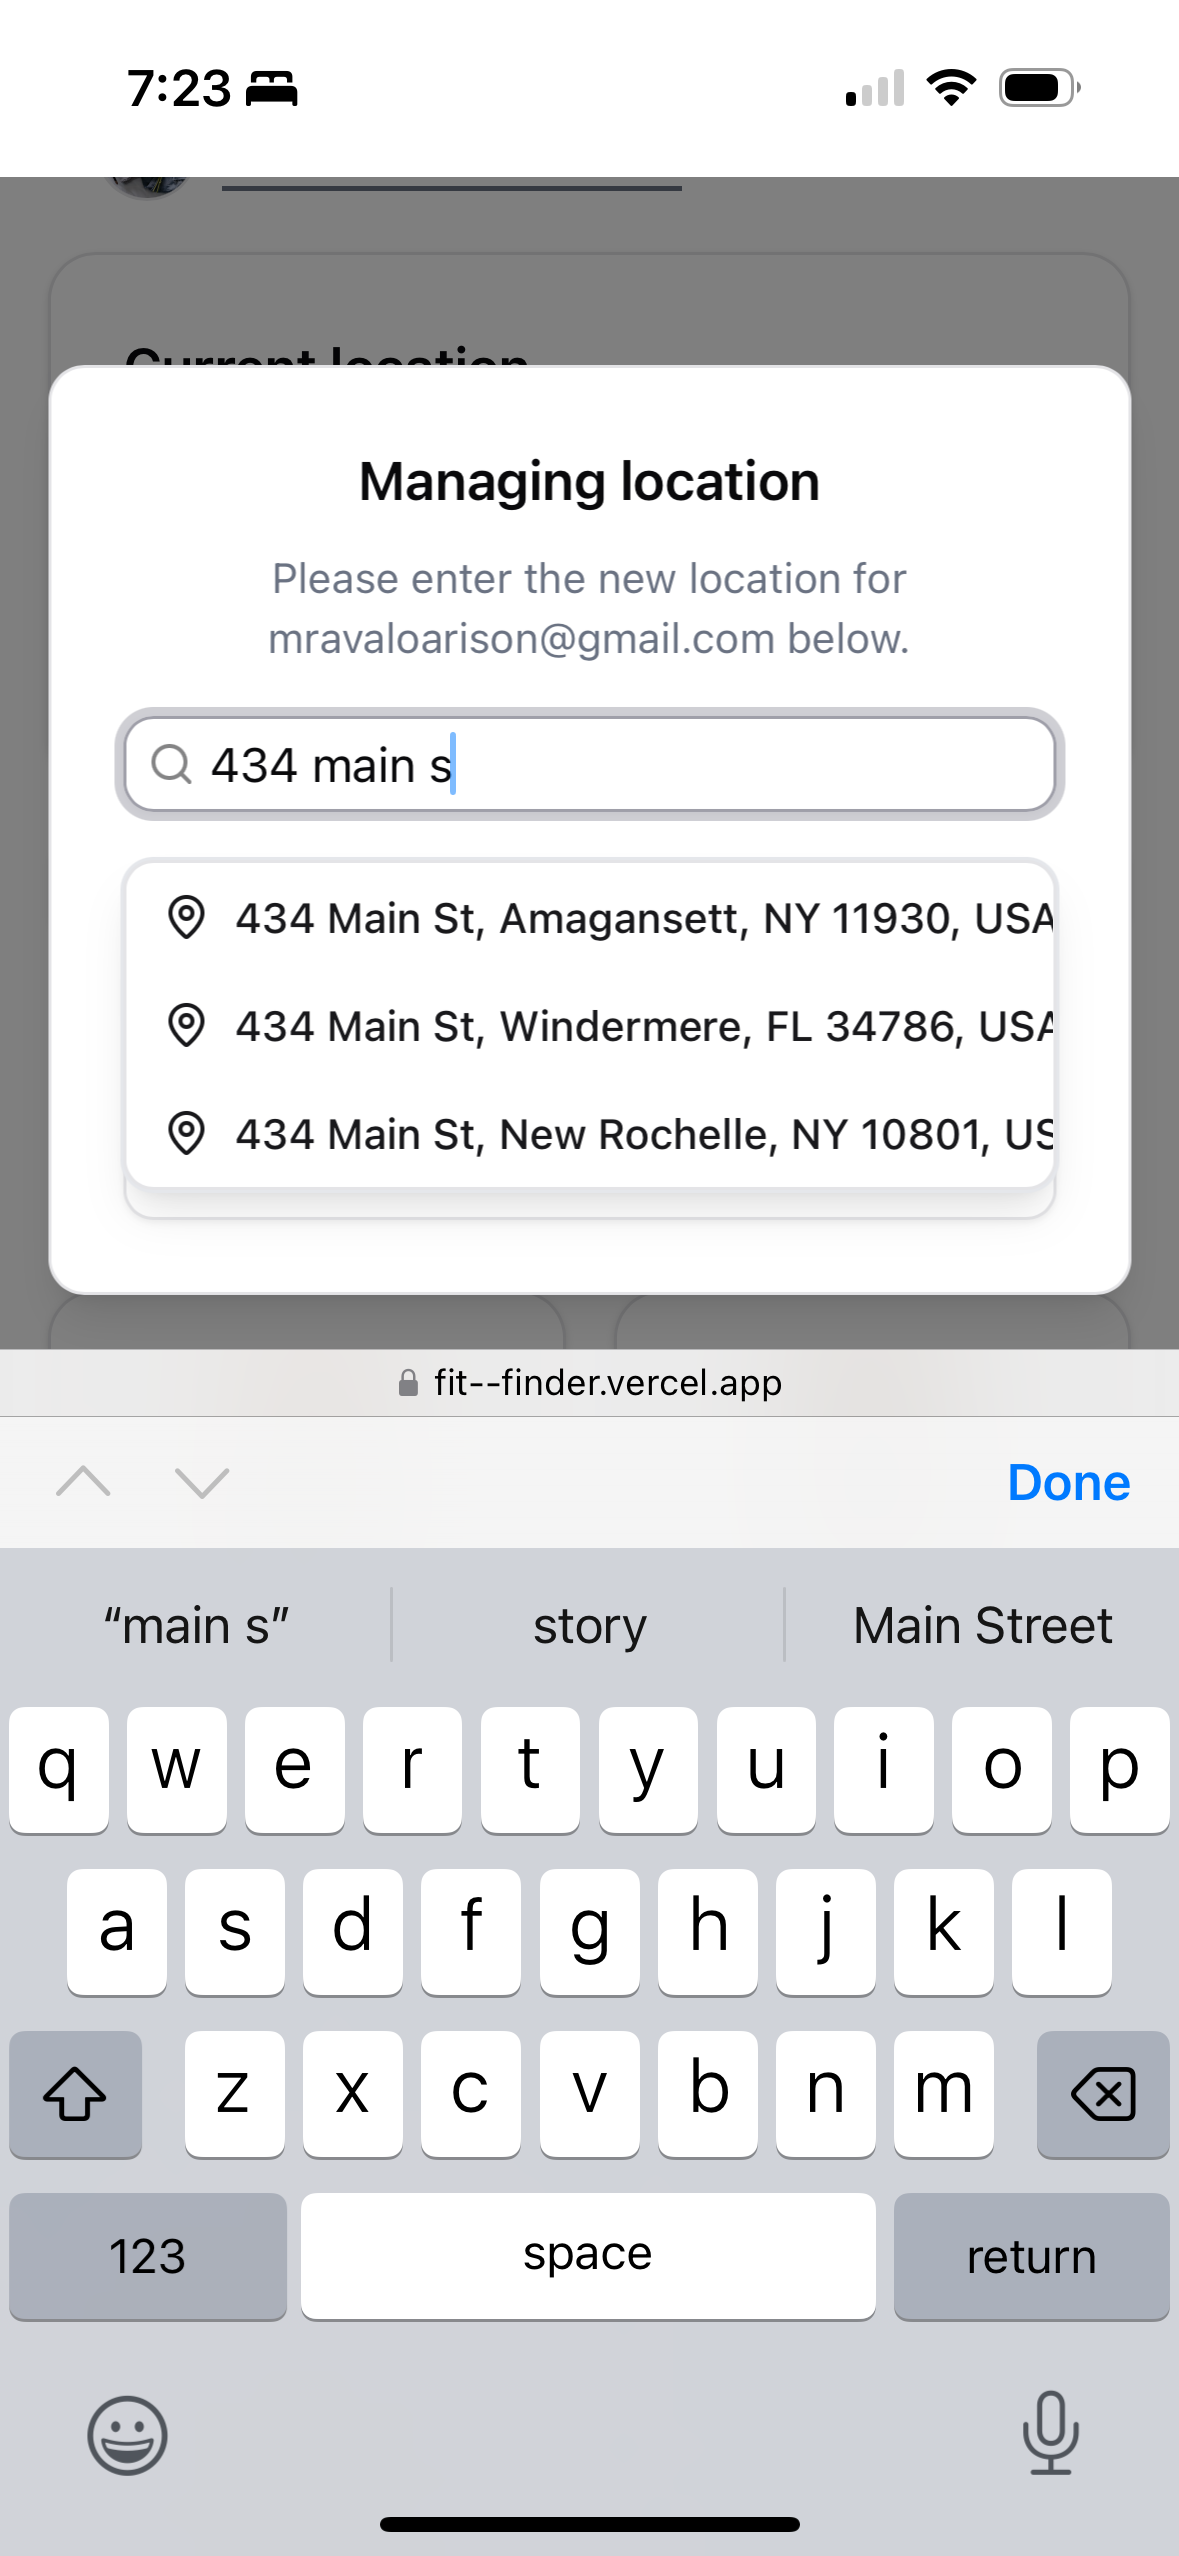 7:23
Current location
Managing location
Please enter the new location for
mravaloarison@gmail.com below.
434 main s
434 Main St, Amagansett, NY 11930, USA
434 Main St, Windermere, FL 34786, USA
434 Main St, New Rochelle, NY 10801, US
fit--finder.vercel.app
Done
“main s” story Main Street
q w e r t y u i o p
a s d f g h j k l
z x c v b n m
123 space return